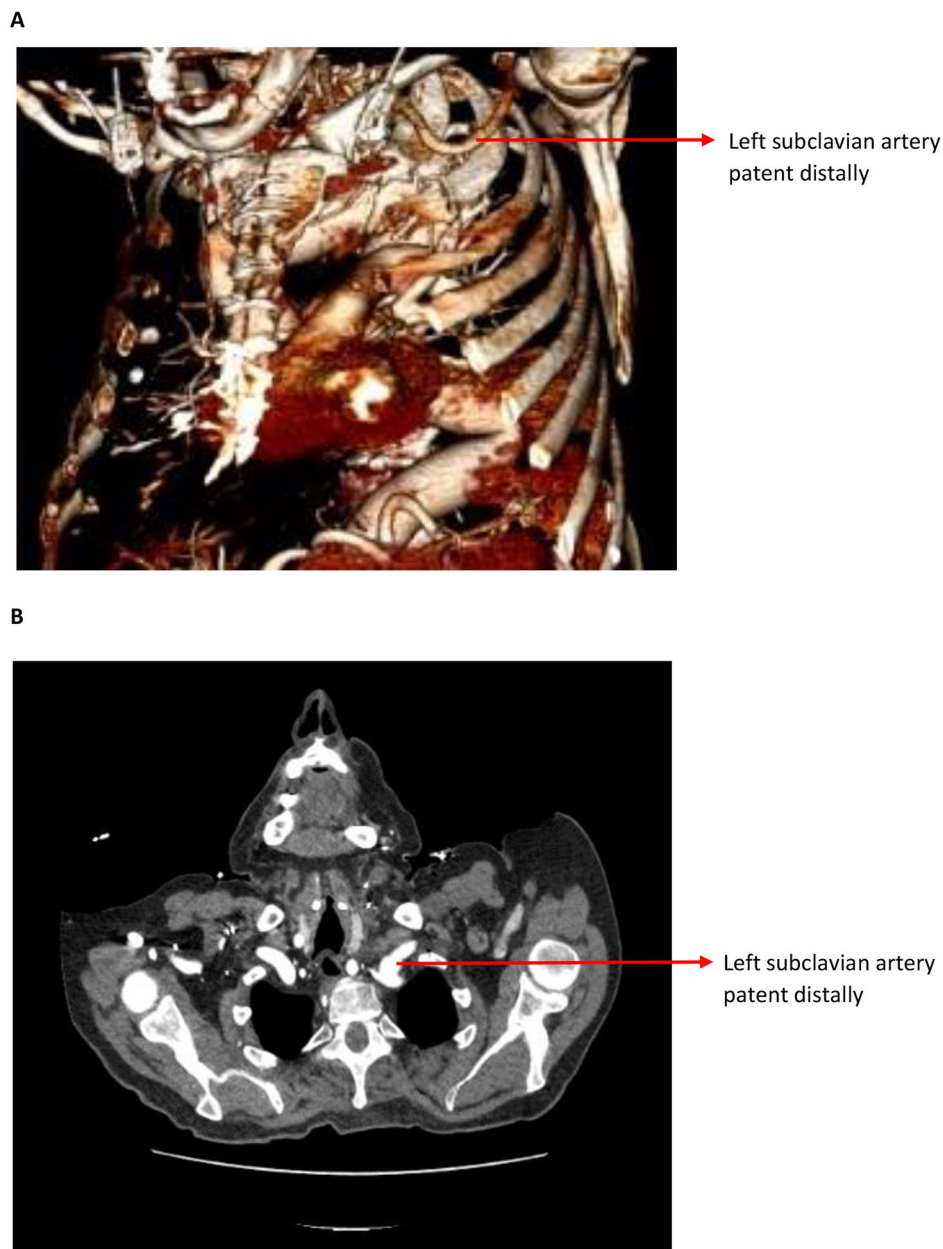 A
Left subclavian artery
patent distally
B
Left subclavian artery
patent distally